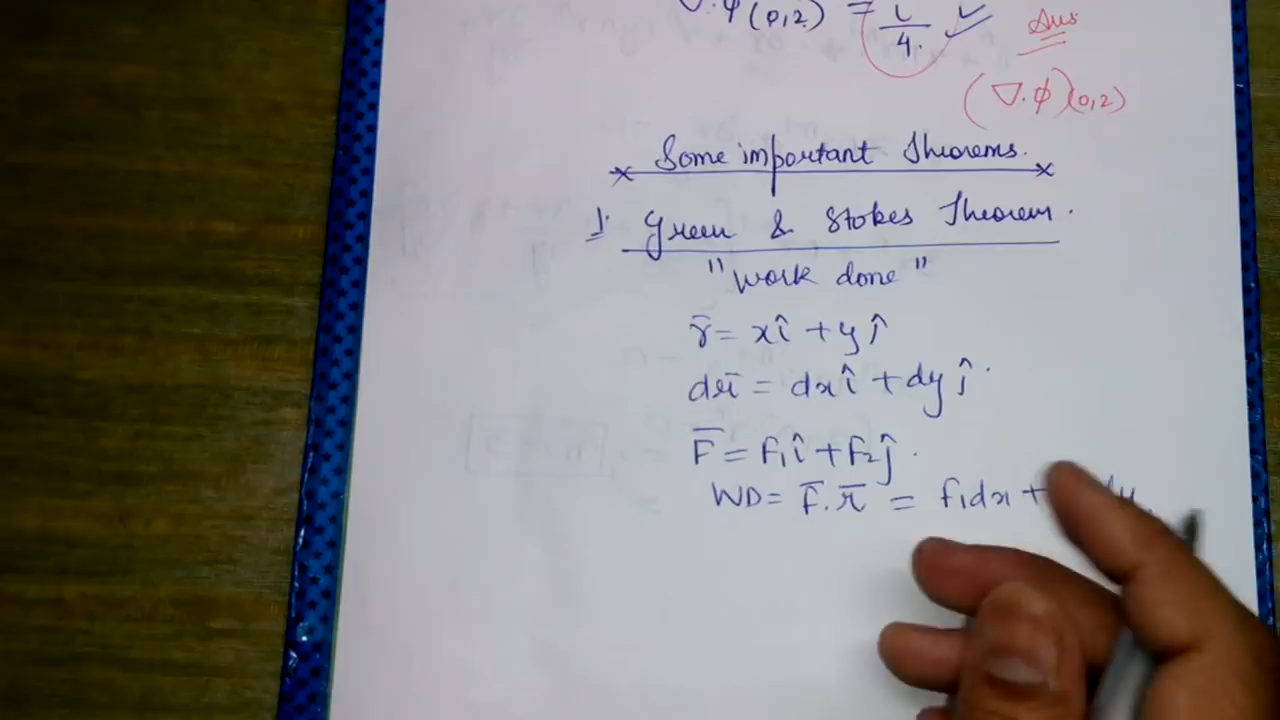 ∇.φ(0,2) = i/4. Ans
(∇.φ)(0,2)
Some important Theorems.
1. Green & Stokes Theorem.
"Work done"
r̄ = xî + yĵ
dr̄ = dxî + dyĵ.
F̄ = F₁î + F₂ĵ.
WD = F̄.r̄ = f₁dx + dy